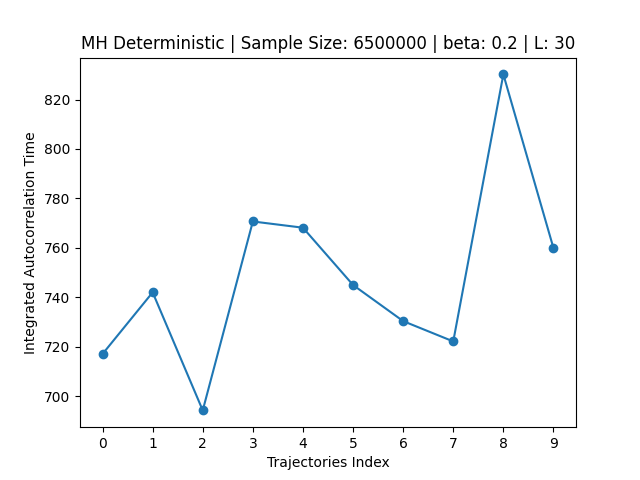 MH Deterministic | Sample Size: 6500000 | beta: 0.2 | L: 30
Integrated Autocorrelation Time
820
800
780
760
740
720
700
0 1 2 3 4 5 6 7 8 9
Trajectories Index